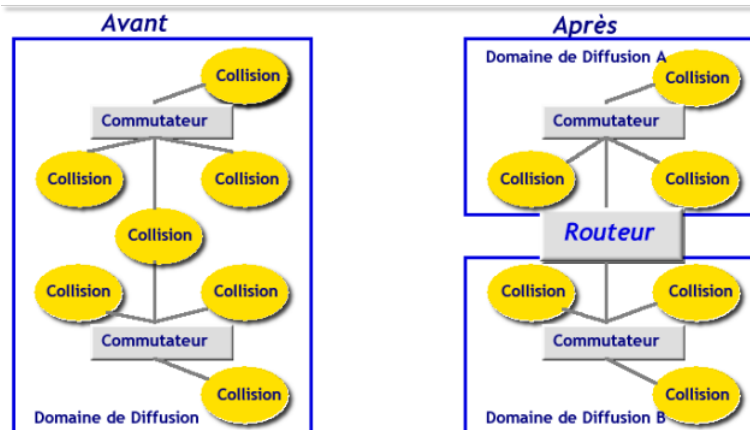 Avant
Collision
Commutateur
Collision
Collision
Collision
Collision
Collision
Commutateur
Collision
Domaine de Diffusion
Après
Domaine de Diffusion A
Collision
Commutateur
Collision
Collision
Routeur
Collision
Collision
Commutateur
Collision
Domaine de Diffusion B